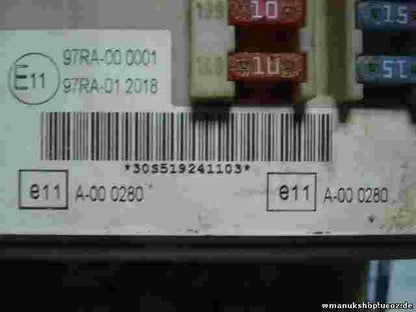 10 15
10 15
97RA-00 0001
E11
97RA-01 2018
*30S519241103*
e11 A-00 0280 e11 A-00 0280
wmanukshop.ucoz.de